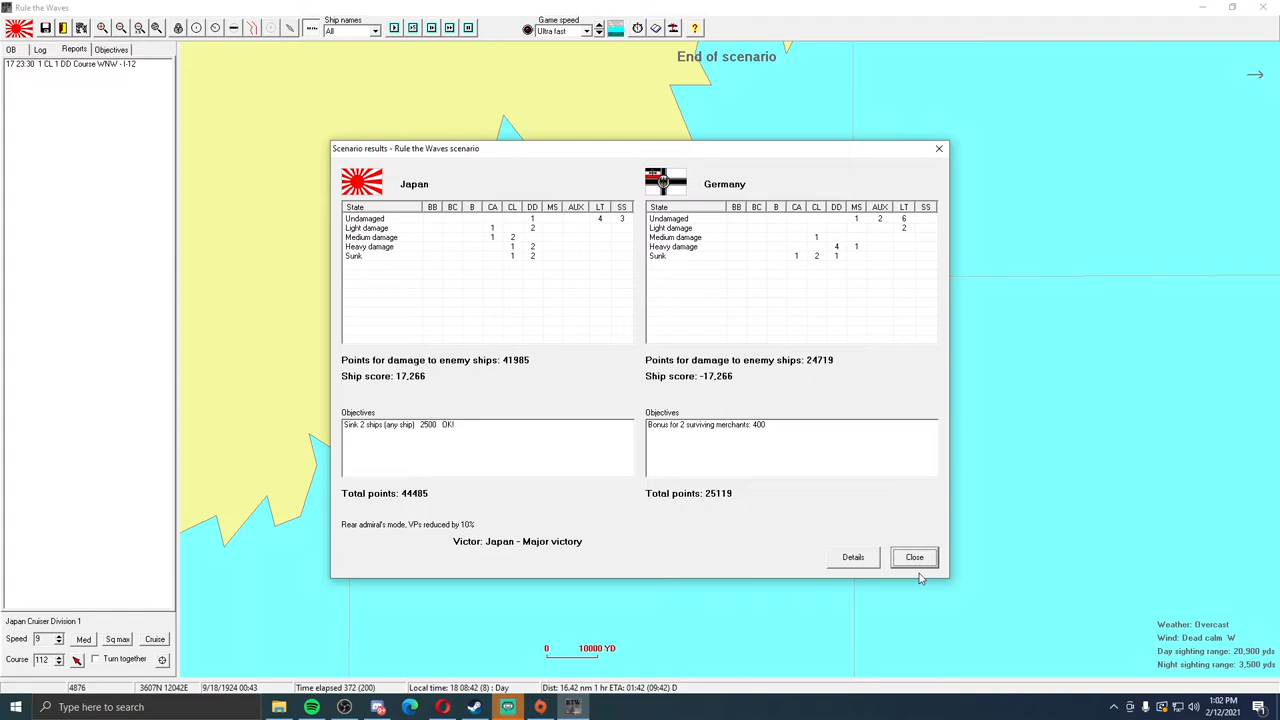 Rule the Waves
Ship names
All
Game speed
Ultra fast
?
OB Log Reports Objectives
17 23:30 1 CL 1 DD Course WNW - I-12
End of scenario
Scenario results - Rule the Waves scenario
Japan
State BB BC B CA CL DD MS AUX LT SS
Undamaged 1 4 3
Light damage 1 2
Medium damage 1 2
Heavy damage 1 2
Sunk 1 2
Points for damage to enemy ships: 41985
Ship score: 17,266
Objectives
Sink 2 ships (any ship) 2500 OK!
Total points: 44485
Germany
State BB BC B CA CL DD MS AUX LT SS
Undamaged 1 2 6
Light damage 2
Medium damage 1
Heavy damage 4 1
Sunk 1 2 1
Points for damage to enemy ships: 24719
Ship score: -17,266
Objectives
Bonus for 2 surviving merchants: 400
Total points: 25119
Rear admiral's mode, VPs reduced by 10%
Victor: Japan - Major victory
Details Close
Japan Cruiser Division 1
Speed 9 Med Sq max Cruise
Course 112 Turn together
0 10000 YD
Weather: Overcast
Wind: Dead calm W
Day sighting range: 20,900 yds
Night sighting range: 3,500 yds
4876 3607N 12042E 9/18/1924 00:43 Time elapsed 372 (200) Local time: 18 08:42 (8) : Day Dist: 16.42 nm 1 hr ETA: 01:42 (09:42) D
Type here to search
1:02 PM
2/12/2021